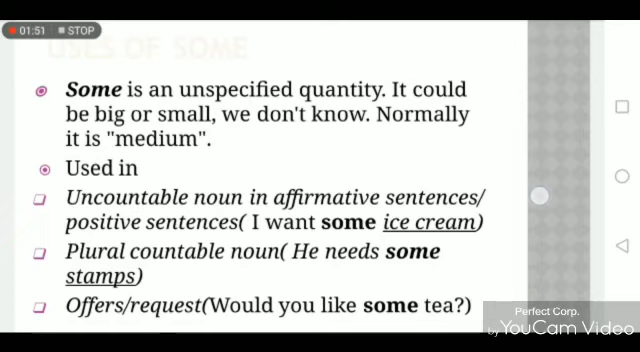 01:51 STOP
USES OF SOME
Some is an unspecified quantity. It could
be big or small, we don't know. Normally
it is "medium".
Used in
Uncountable noun in affirmative sentences/
positive sentences( I want some ice cream)
Plural countable noun( He needs some
stamps)
Offers/request(Would you like some tea?)
Perfect Corp.
by YouCam Video